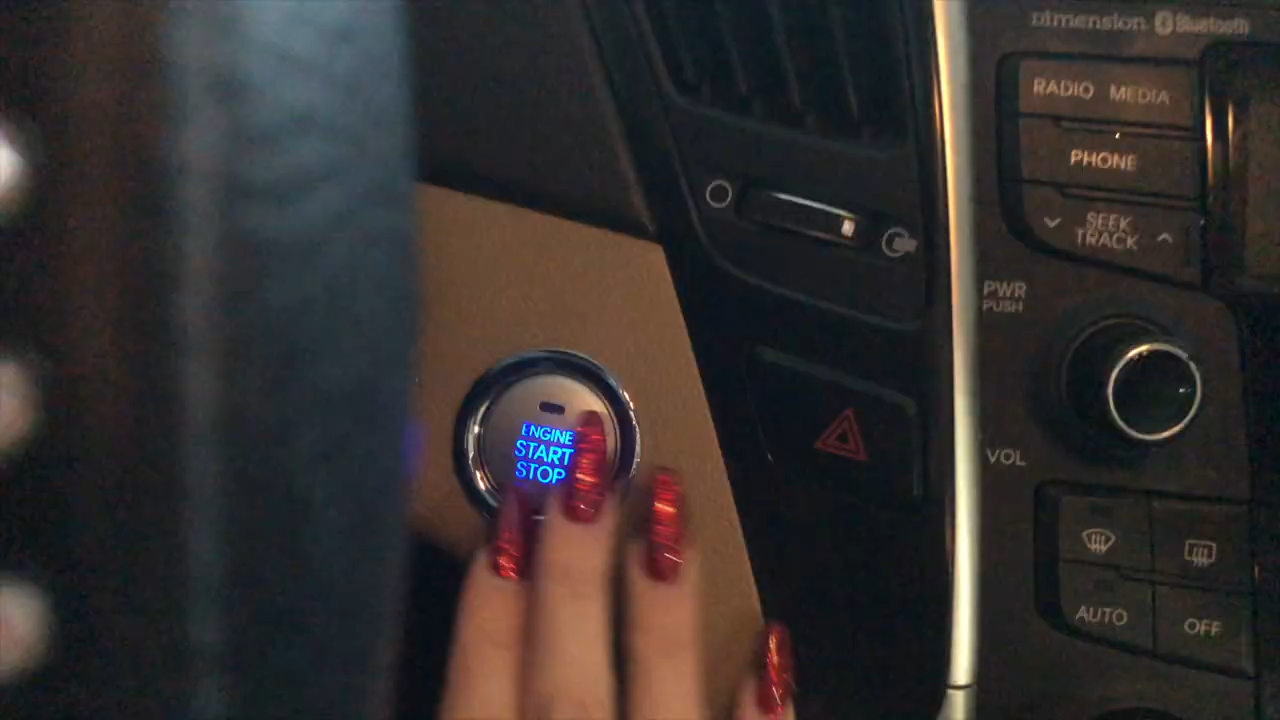 Dimension Bluetooth
RADIO MEDIA
PHONE
SEEK
TRACK
PWR
PUSH
ENGINE
START
STOP
VOL
AUTO OFF